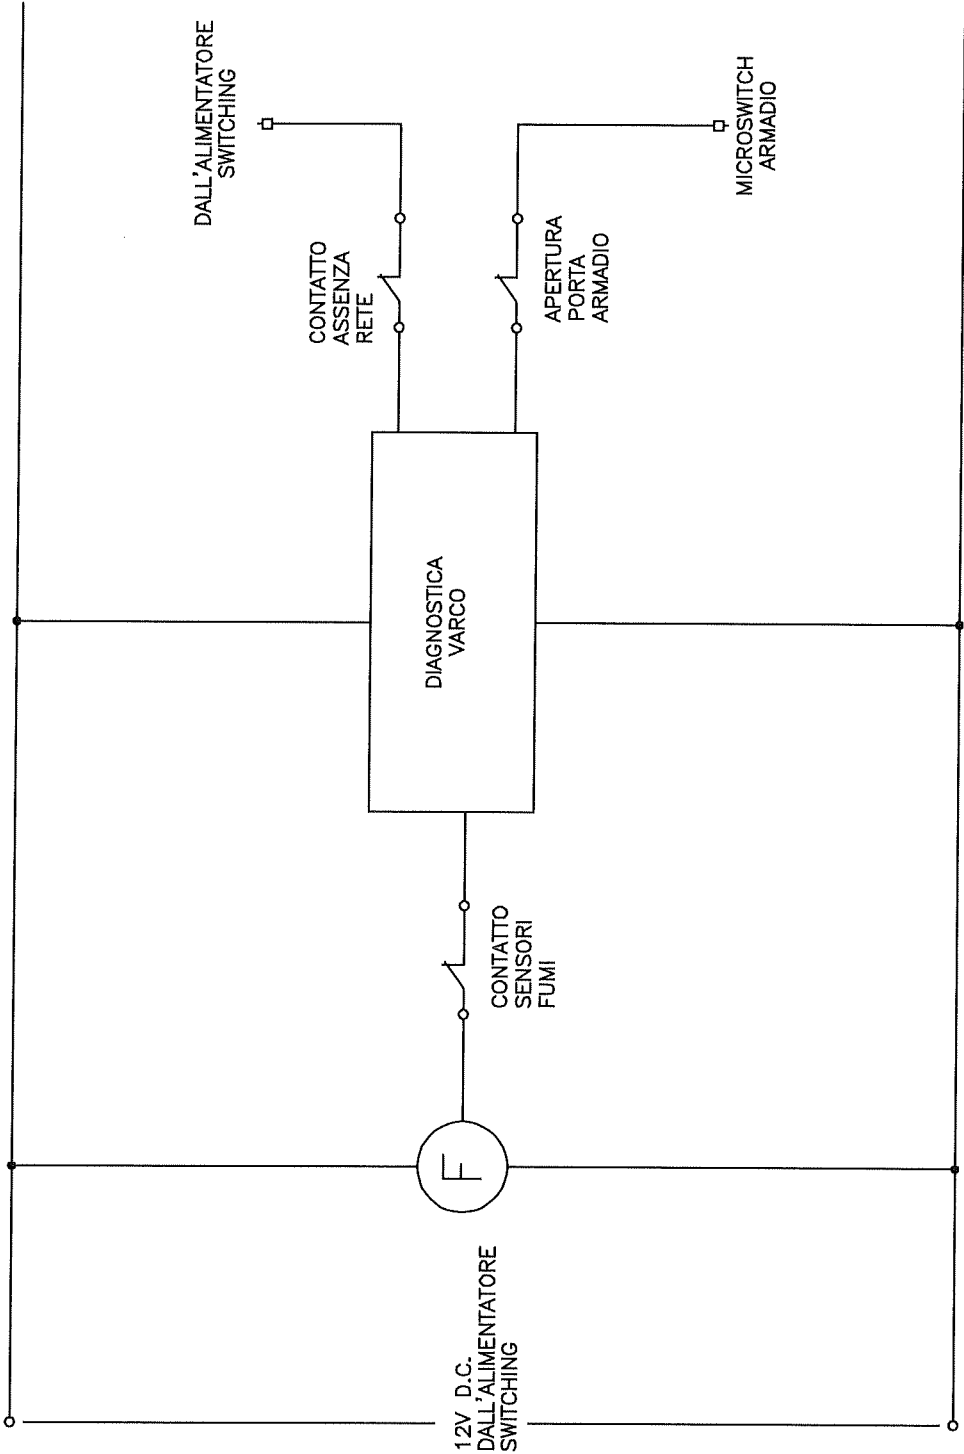 12V D.C.
DALL'ALIMENTATORE
SWITCHING
F
CONTATTO
SENSORI
FUMI
DIAGNOSTICA
VARCO
CONTATTO
ASSENZA
RETE
APERTURA
PORTA
ARMADIO
DALL'ALIMENTATORE
SWITCHING
MICROSWITCH
ARMADIO